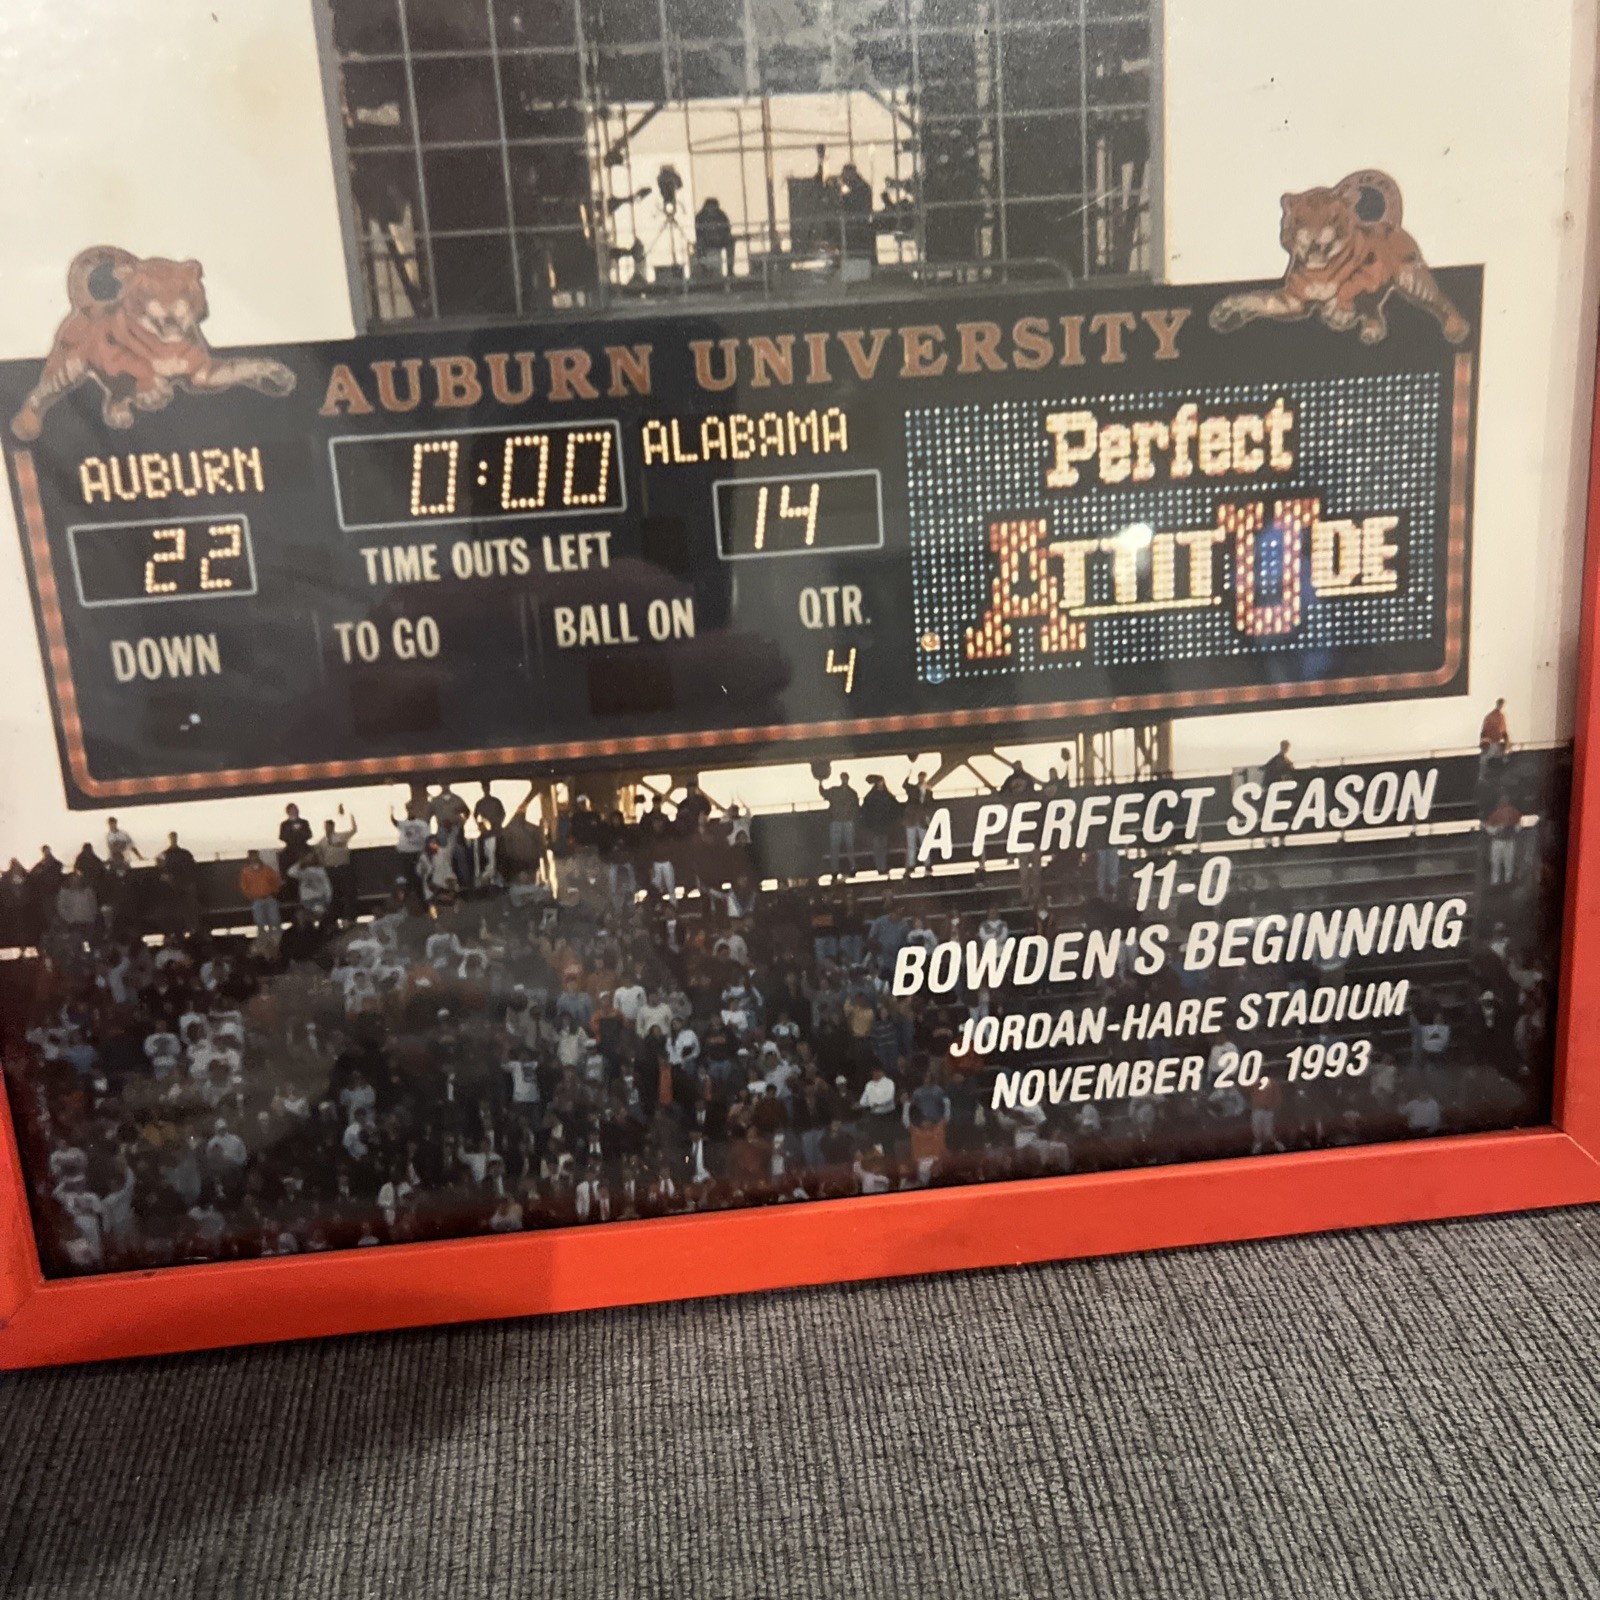 AUBURN UNIVERSITY
AUBURN 0:00 ALABAMA
22 14
TIME OUTS LEFT
DOWN TO GO BALL ON QTR.
4
Perfect
ATTITUDE
A PERFECT SEASON
11-0
BOWDEN'S BEGINNING
JORDAN-HARE STADIUM
NOVEMBER 20, 1993